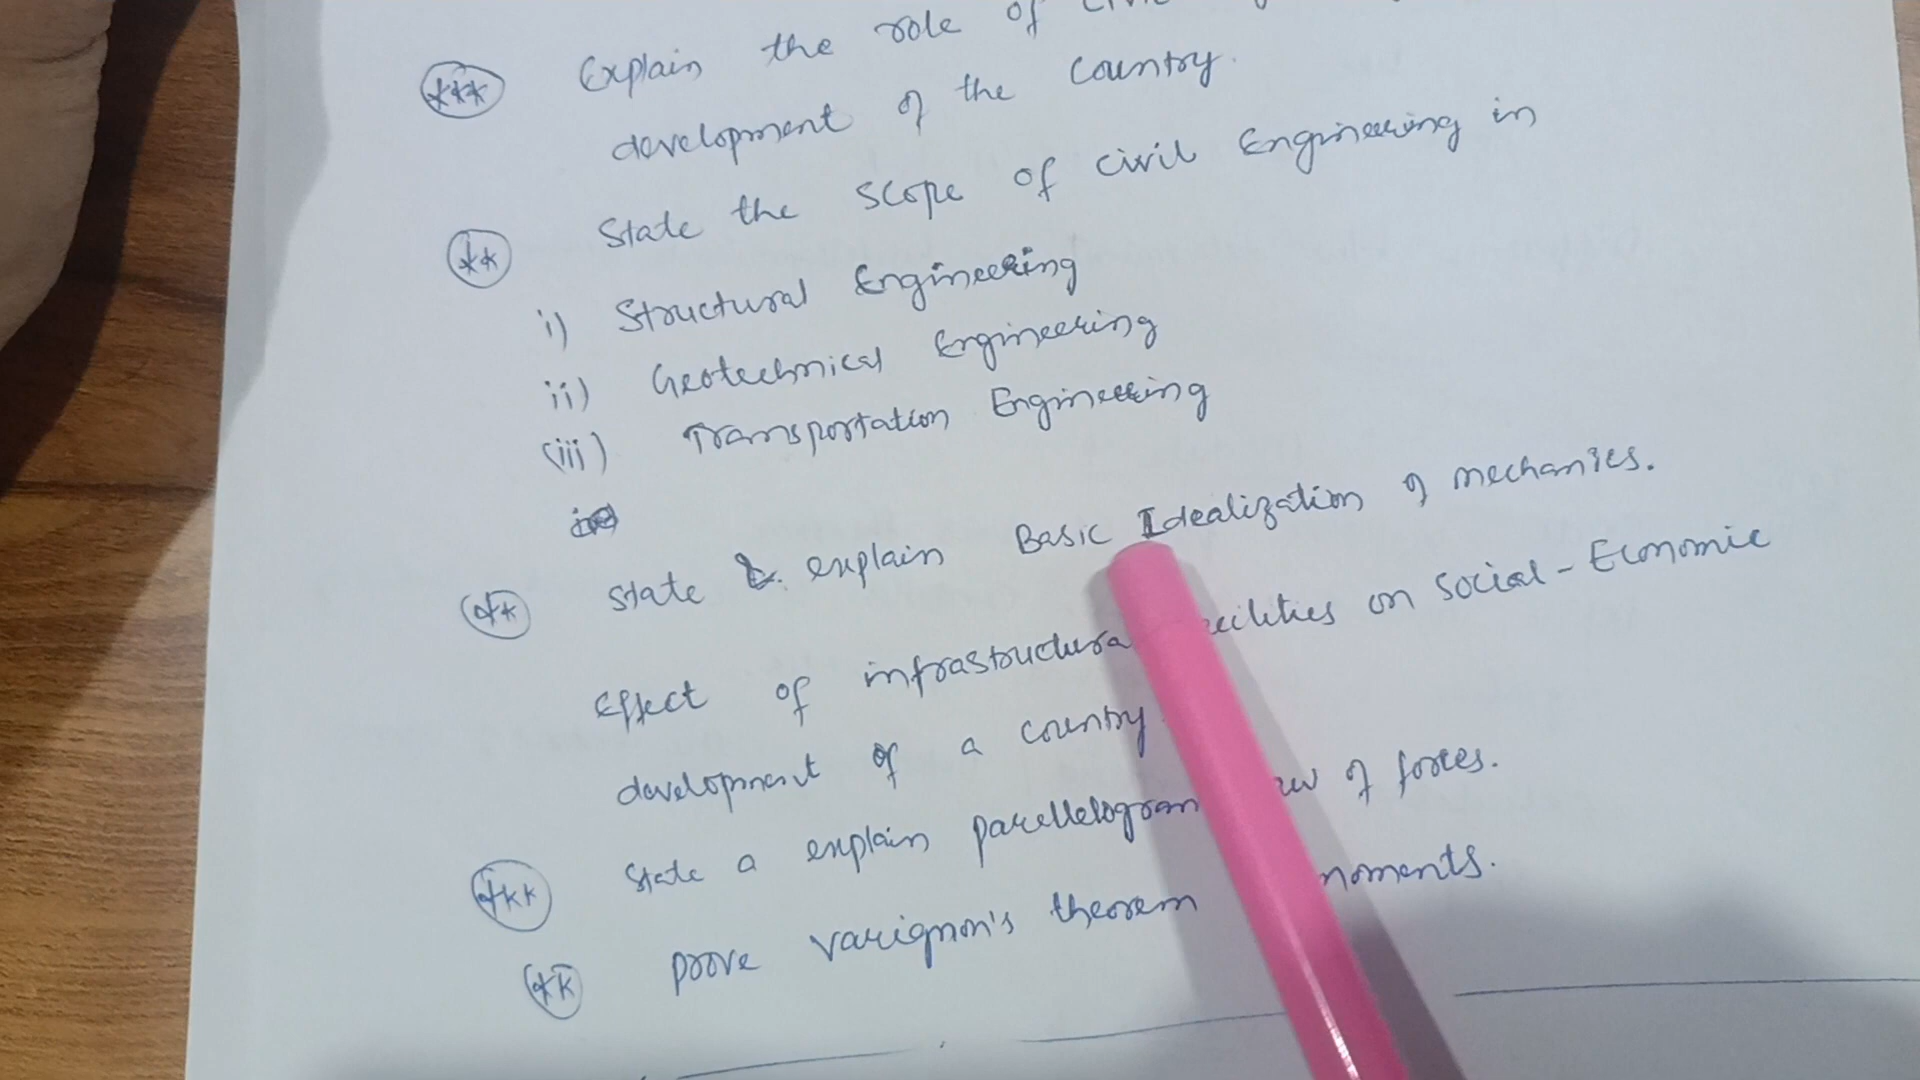 *** Explain the role of
development of the country.
** State the scope of civil Engineering in
i) Structural Engineering
ii) Geotechnical Engineering
(iii) Transportation Engineering
** State & explain Basic Idealization of mechanics.
Effect of infrastructura on Social-Economic
development of a country
*** State a explain parellelogram of forces.
** prove varignon's theorem moments.